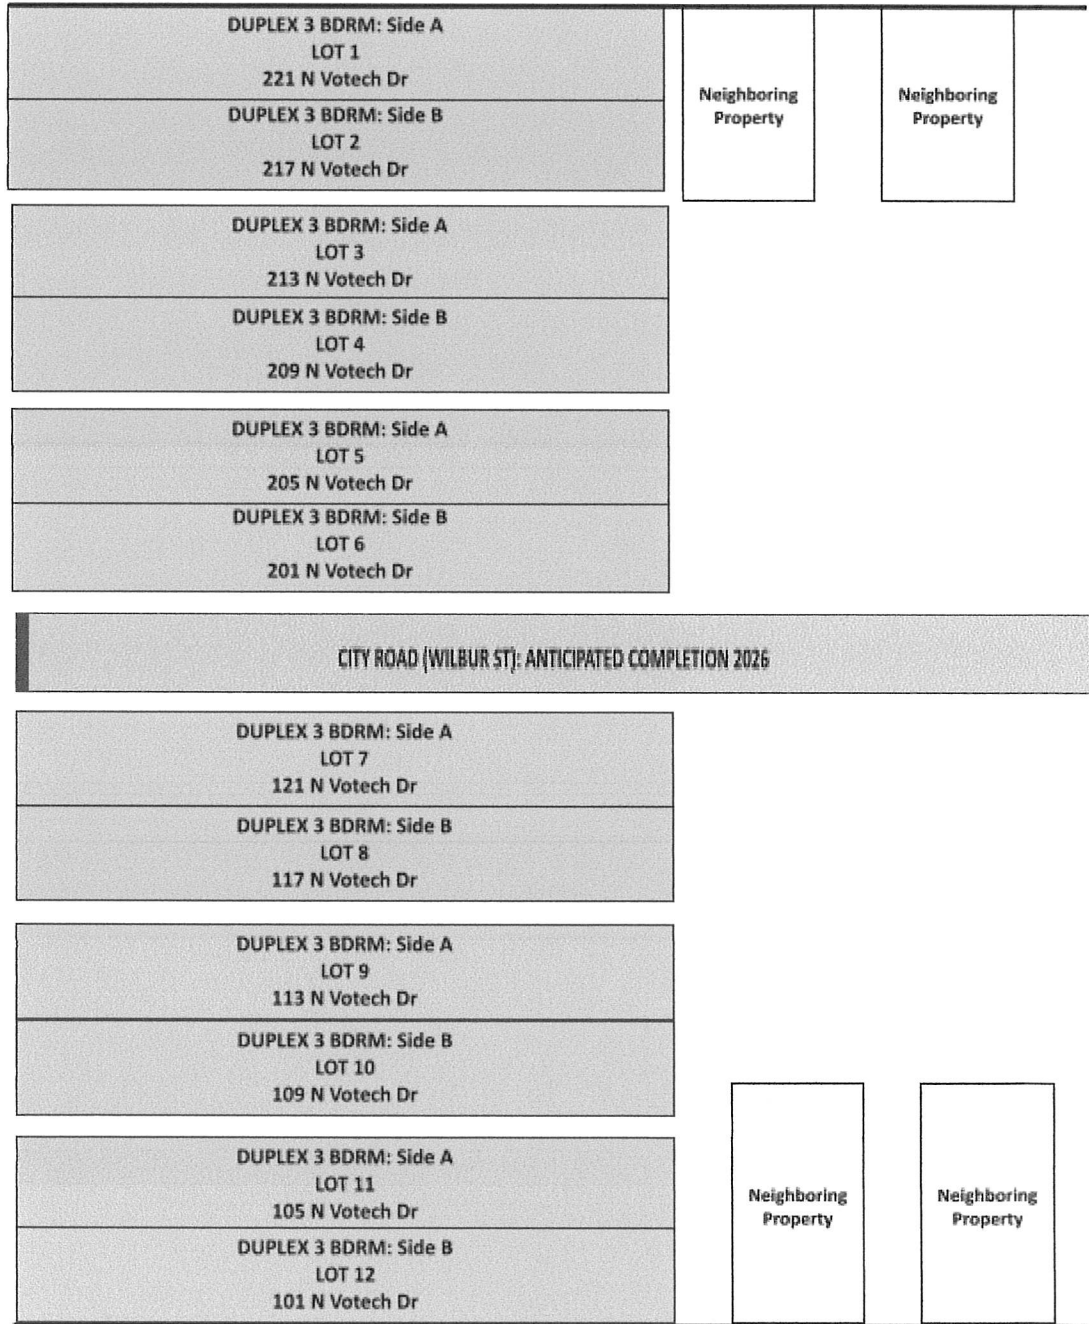 DUPLEX 3 BDRM: Side A
LOT 1
221 N Votech Dr
DUPLEX 3 BDRM: Side B
LOT 2
217 N Votech Dr
Neighboring
Property
Neighboring
Property
DUPLEX 3 BDRM: Side A
LOT 3
213 N Votech Dr
DUPLEX 3 BDRM: Side B
LOT 4
209 N Votech Dr
DUPLEX 3 BDRM: Side A
LOT 5
205 N Votech Dr
DUPLEX 3 BDRM: Side B
LOT 6
201 N Votech Dr
CITY ROAD (WILBUR ST): ANTICIPATED COMPLETION 2026
DUPLEX 3 BDRM: Side A
LOT 7
121 N Votech Dr
DUPLEX 3 BDRM: Side B
LOT 8
117 N Votech Dr
DUPLEX 3 BDRM: Side A
LOT 9
113 N Votech Dr
DUPLEX 3 BDRM: Side B
LOT 10
109 N Votech Dr
DUPLEX 3 BDRM: Side A
LOT 11
105 N Votech Dr
DUPLEX 3 BDRM: Side B
LOT 12
101 N Votech Dr
Neighboring
Property
Neighboring
Property